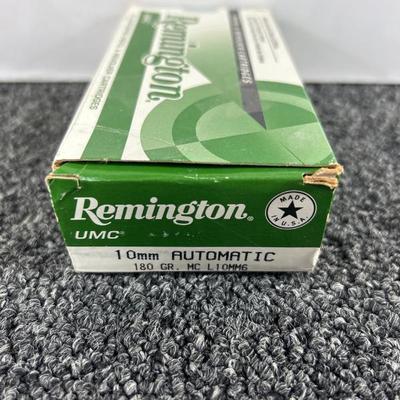 Remington
Remington®
UMC®
MADE
IN U.S.A.
10mm AUTOMATIC
180 GR. MC L10MM6